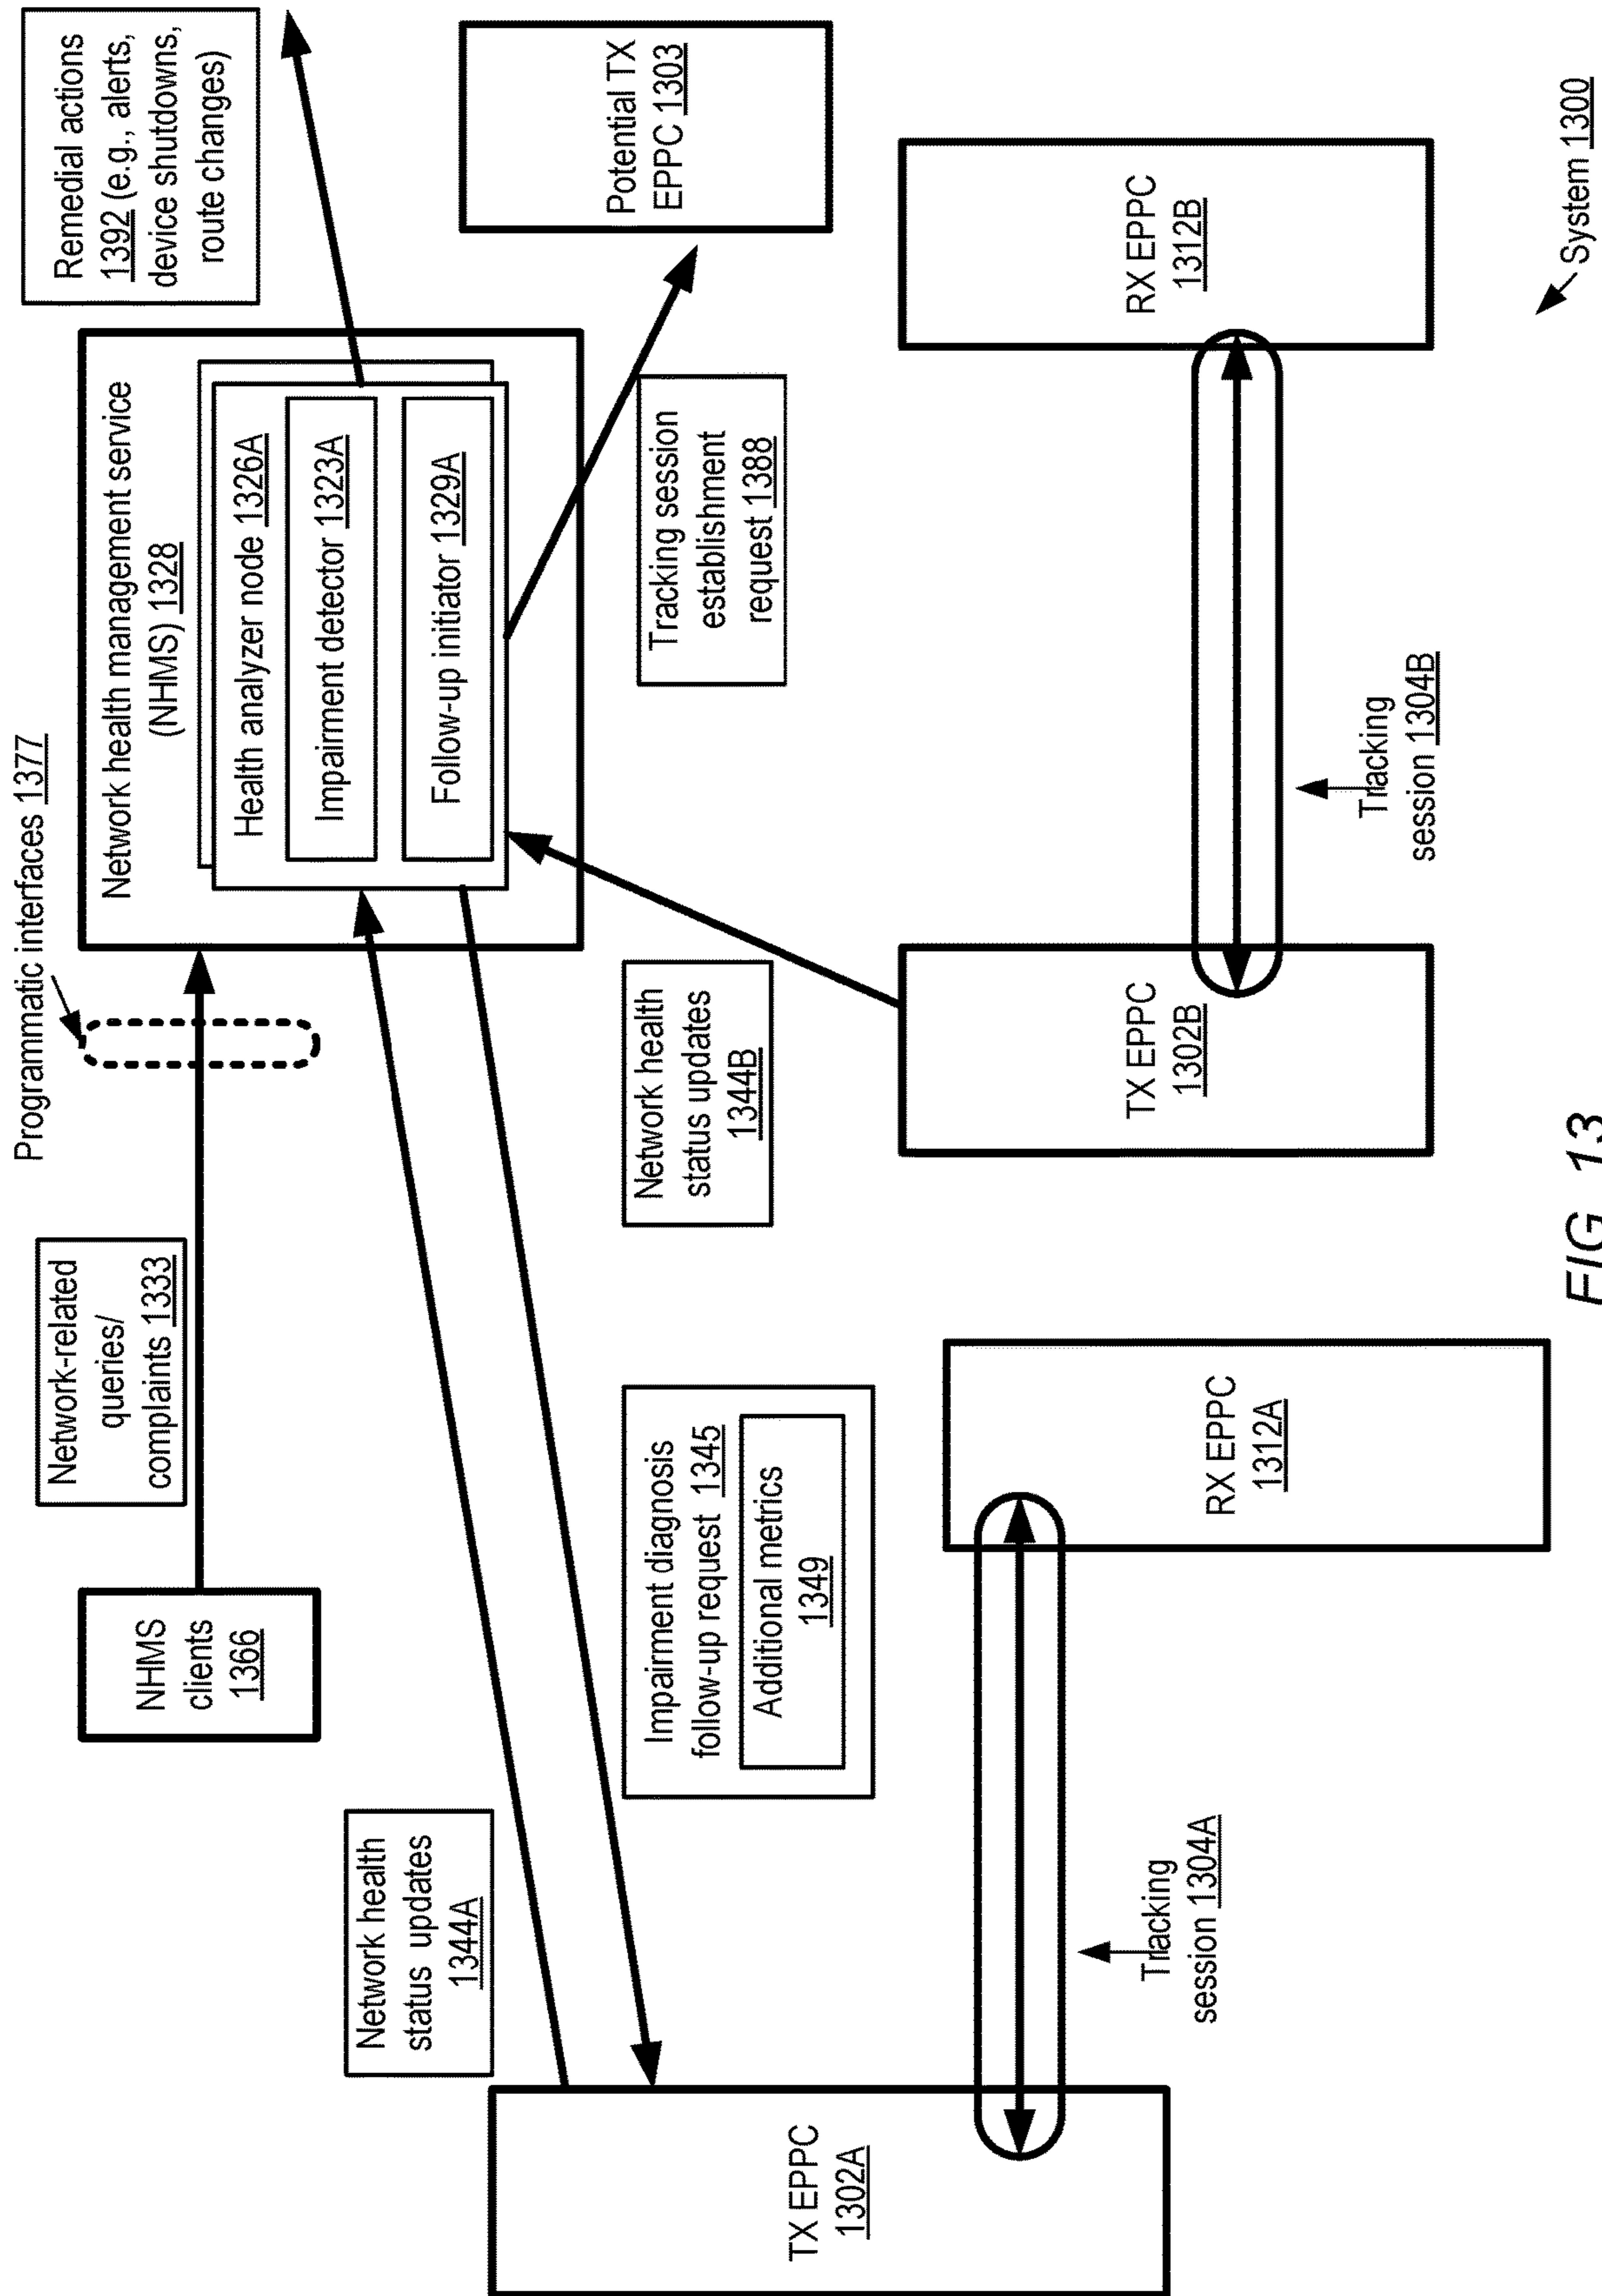 Programmatic interfaces 1377
NHMS
clients
1366
Network-related
queries/
complaints 1333
Network health management service
(NHMS) 1328
Health analyzer node 1326A
Impairment detector 1323A
Follow-up initiator 1329A
Remedial actions
1392 (e.g., alerts,
device shutdowns,
route changes)
Network health
status updates
1344A
Impairment diagnosis
follow-up request 1345
Additional metrics
1349
Network health
status updates
1344B
Tracking session
establishment
request 1388
Potential TX
EPPC 1303
TX EPPC
1302A
RX EPPC
1312A
Tracking
session 1304A
TX EPPC
1302B
RX EPPC
1312B
Tracking
session 1304B
System 1300
FIG. 13